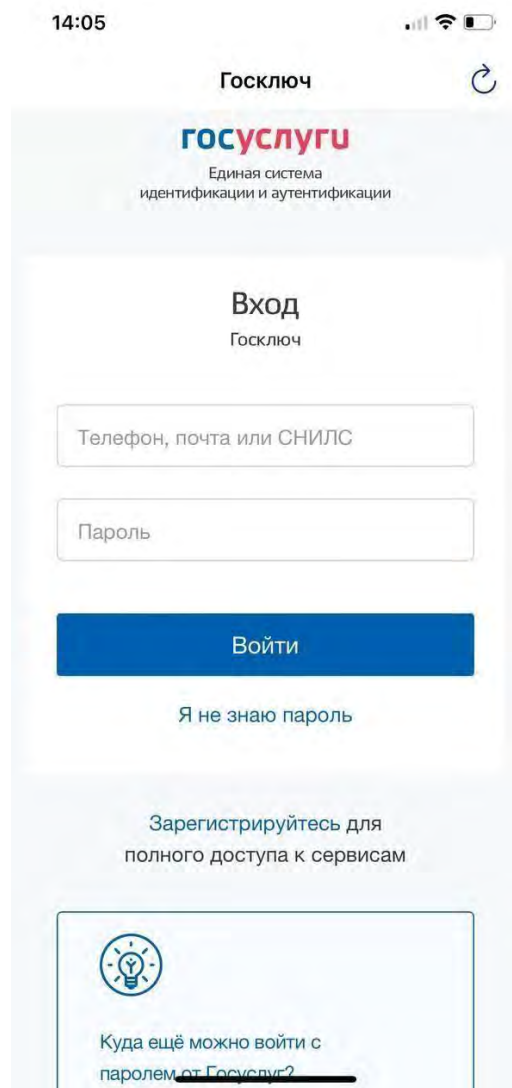 14:05
Госключ
госуслуги
Единая система
идентификации и аутентификации
Вход
Госключ
Телефон, почта или СНИЛС
Пароль
Войти
Я не знаю пароль
Зарегистрируйтесь для
полного доступа к сервисам
Куда ещё можно войти с
паролем от Госуслуг?